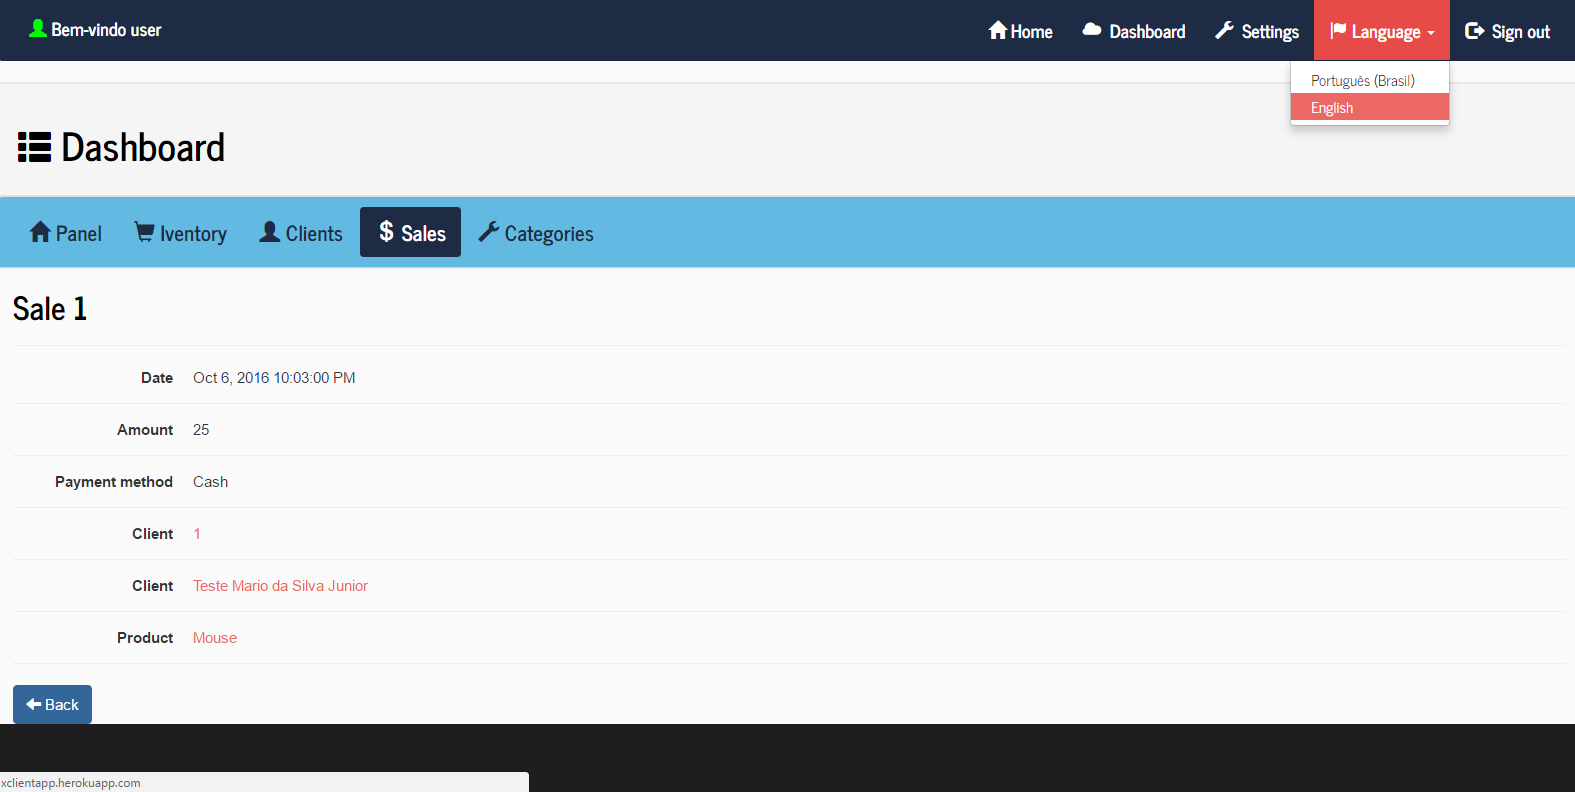 Bem-vindo user
Home Dashboard Settings Language Sign out
Português (Brasil)
English
Dashboard
Panel Iventory Clients $ Sales Categories
Sale 1
Date Oct 6, 2016 10:03:00 PM
Amount 25
Payment method Cash
Client 1
Client Teste Mario da Silva Junior
Product Mouse
Back
xclientapp.herokuapp.com